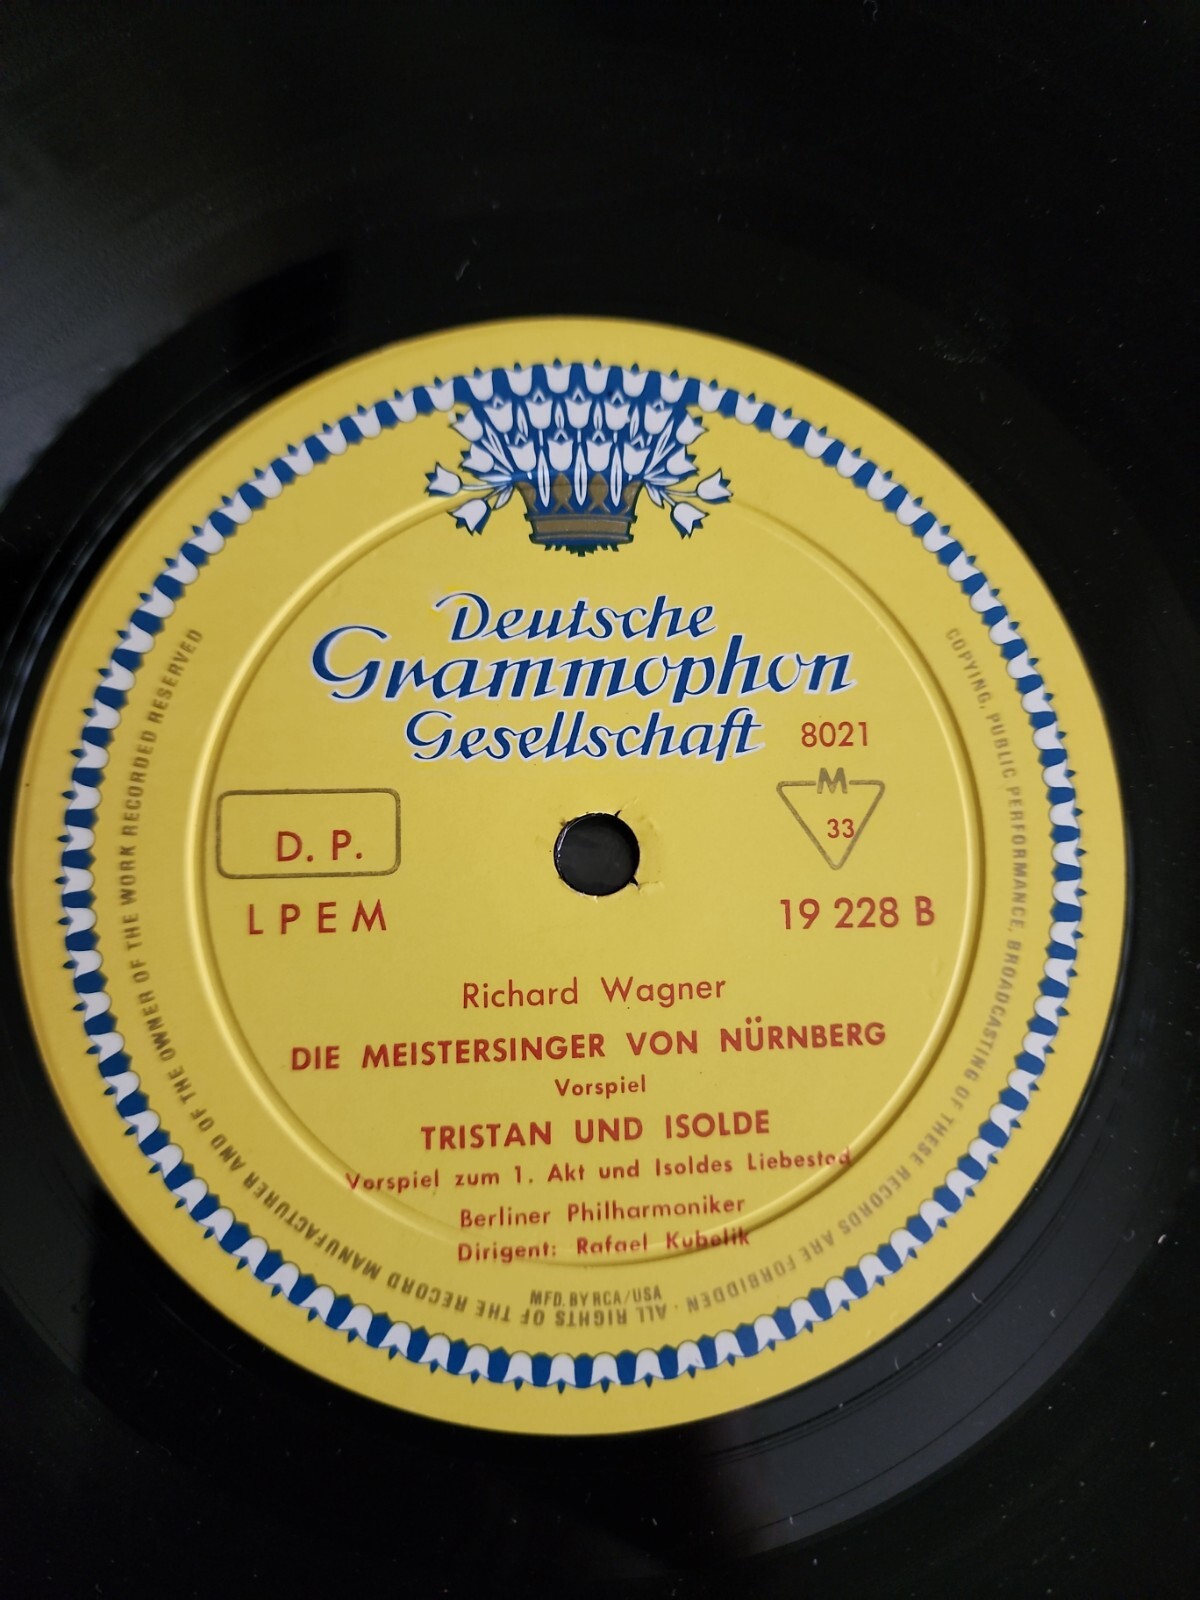 Deutsche
Grammophon
Gesellschaft
8021
M
33
D. P.
LPEM
19 228 B
Richard Wagner
DIE MEISTERSINGER VON NÜRNBERG
Vorspiel
TRISTAN UND ISOLDE
Vorspiel zum 1. Akt und Isoldes Liebestod
Berliner Philharmoniker
Dirigent: Rafael Kubelik
MFD. BY RCA/USA
ALL RIGHTS OF THE RECORD MANUFACTURER AND OF THE OWNER OF THE WORK RECORDED RESERVED
COPYING, PUBLIC PERFORMANCE, BROADCASTING OF THESE RECORDS ARE FORBIDDEN ·